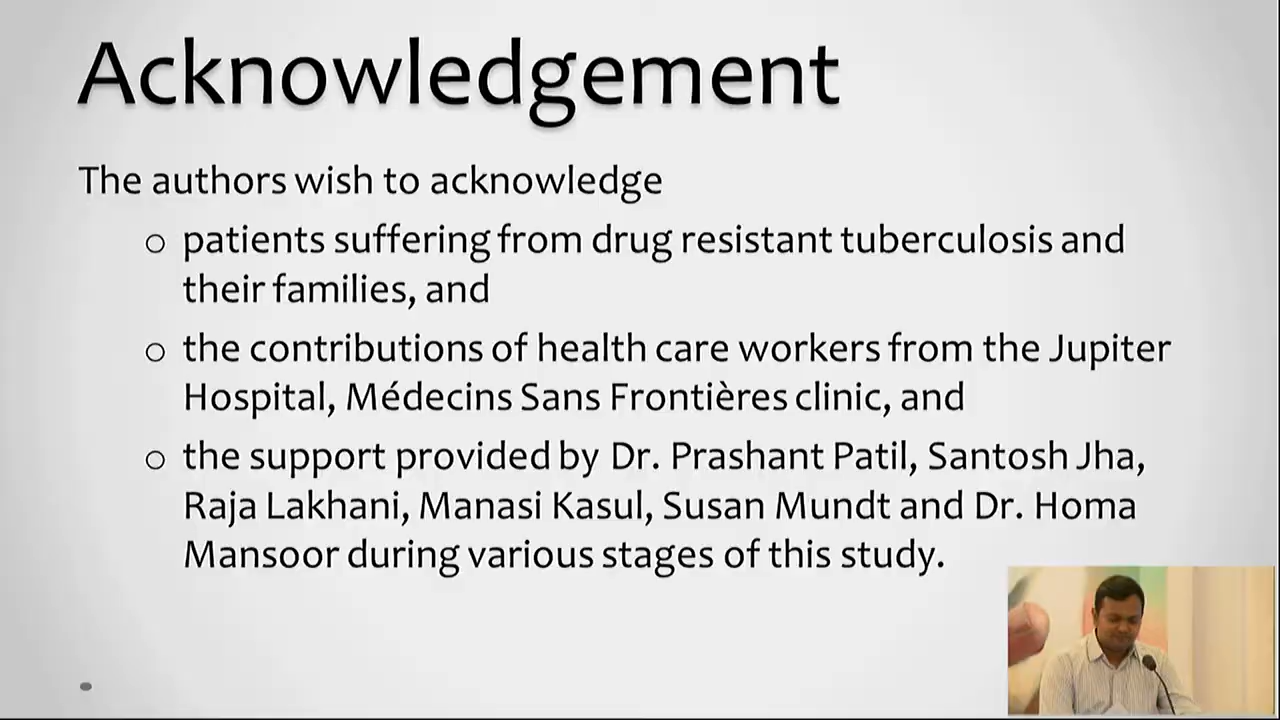 Acknowledgement
The authors wish to acknowledge
patients suffering from drug resistant tuberculosis and
their families, and
the contributions of health care workers from the Jupiter
Hospital, Médecins Sans Frontières clinic, and
the support provided by Dr. Prashant Patil, Santosh Jha,
Raja Lakhani, Manasi Kasul, Susan Mundt and Dr. Homa
Mansoor during various stages of this study.